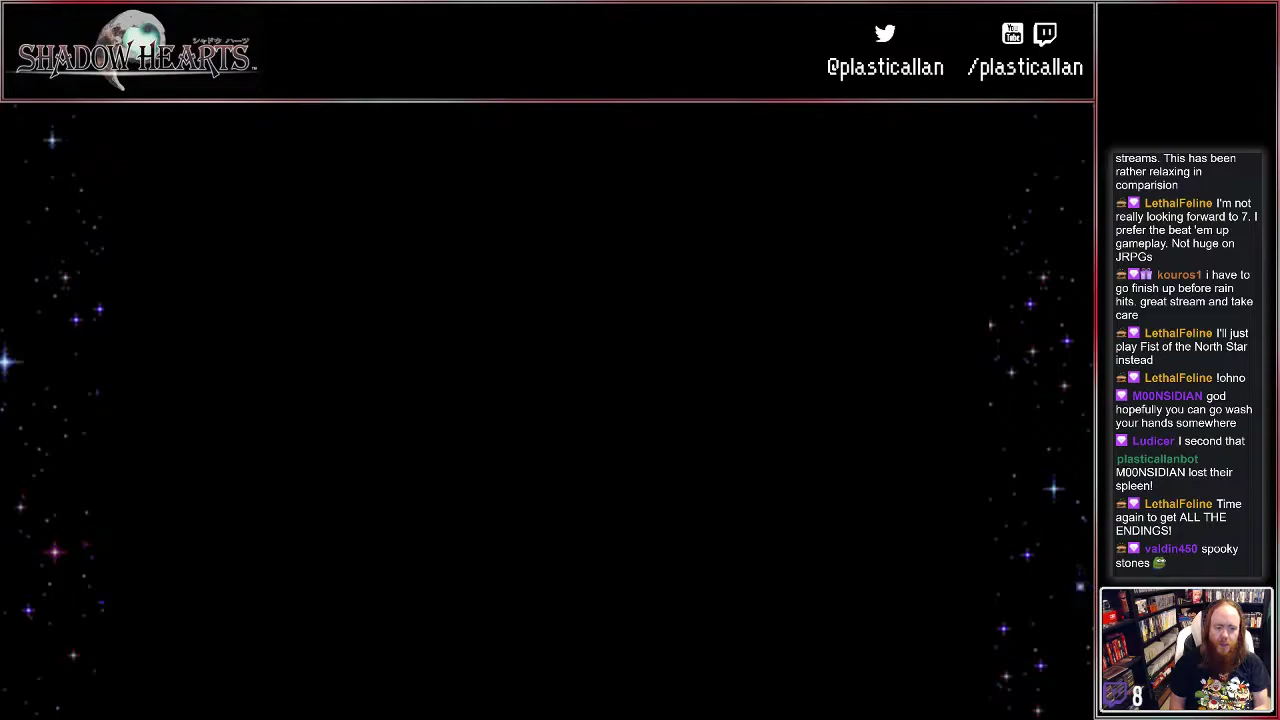 シャドウ ハーツ
SHADOW HEARTS
™
You
Tube
@plasticallan
/plasticallan
streams. This has been
rather relaxing in
comparision
LethalFeline I'm not
really looking forward to 7. I
prefer the beat 'em up
gameplay. Not huge on
JRPGs
kouros1 i have to
go finish up before rain
hits. great stream and take
care
LethalFeline I'll just
play Fist of the North Star
instead
LethalFeline !ohno
M00NSIDIAN god
hopefully you can go wash
your hands somewhere
Ludicer I second that
plasticallanbot
M00NSIDIAN lost their
spleen!
LethalFeline Time
again to get ALL THE
ENDINGS!
valdin450 spooky
stones
8